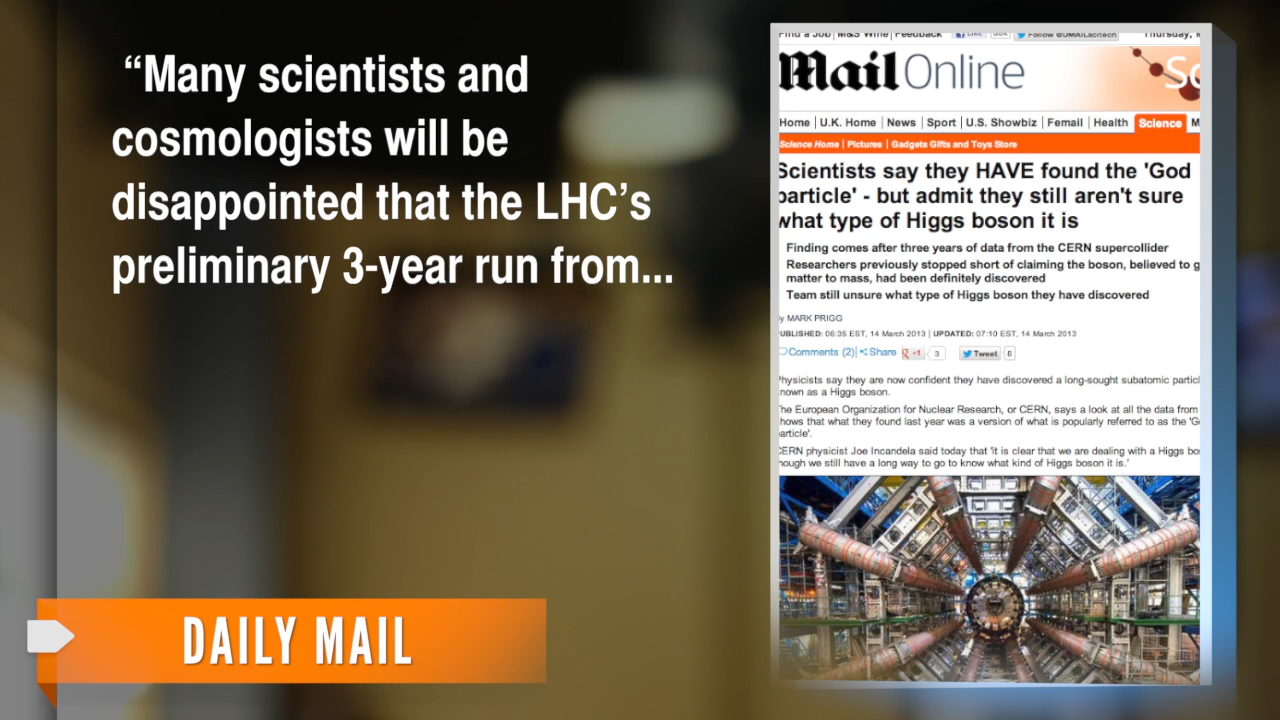 “Many scientists and
cosmologists will be
disappointed that the LHC’s
preliminary 3-year run from...
DAILY MAIL
Find a Job | M&S Wine | Feedback Like Follow @DMAILscitech Thursday,
Mail Online
Home | U.K. Home | News | Sport | U.S. Showbiz | Femail | Health | Science M
Science Home | Pictures | Gadgets Gifts and Toys Store
Scientists say they HAVE found the 'God
particle' - but admit they still aren't sure
what type of Higgs boson it is
Finding comes after three years of data from the CERN supercollider
Researchers previously stopped short of claiming the boson, believed to g
matter to mass, had been definitely discovered
Team still unsure what type of Higgs boson they have discovered
by MARK PRIGG
PUBLISHED: 06:35 EST, 14 March 2013 | UPDATED: 07:10 EST, 14 March 2013
Comments (2) | Share +1 3 Tweet 0
Physicists say they are now confident they have discovered a long-sought subatomic particl
known as a Higgs boson.
The European Organization for Nuclear Research, or CERN, says a look at all the data from
shows that what they found last year was a version of what is popularly referred to as the 'G
particle'.
CERN physicist Joe Incandela said today that 'it is clear that we are dealing with a Higgs bo
though we still have a long way to go to know what kind of Higgs boson it is.'